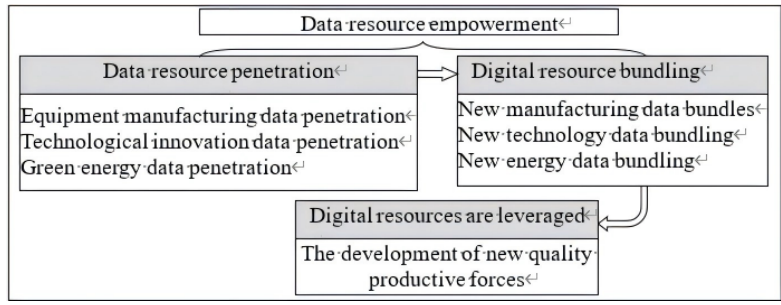 Data resource empowerment
Data resource penetration
Equipment manufacturing data penetration
Technological innovation data penetration
Green energy data penetration
Digital resource bundling
New manufacturing data bundles
New technology data bundling
New energy data bundling
Digital resources are leveraged
The development of new quality
productive forces